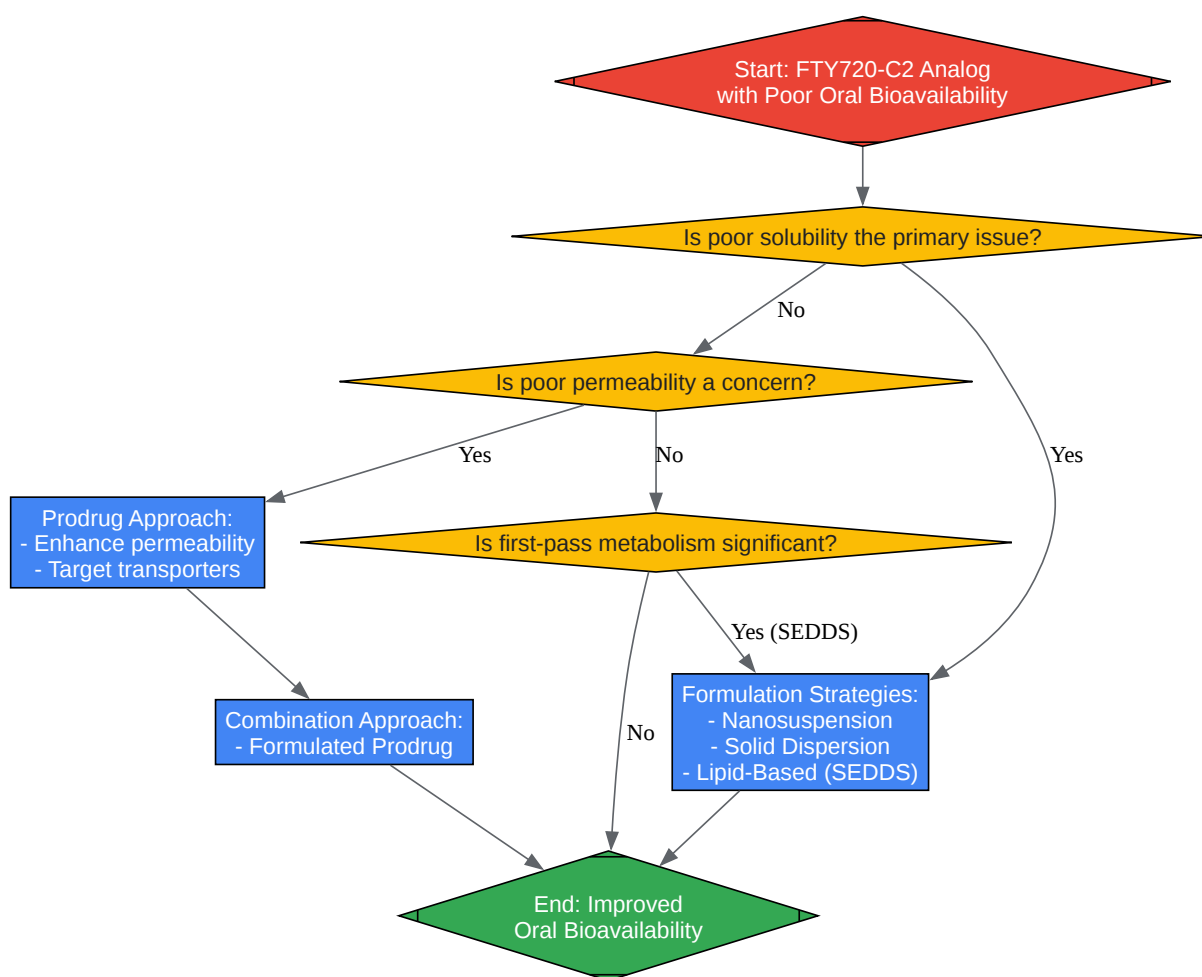 Start: FTY720-C2 Analog
with Poor Oral Bioavailability
Is poor solubility the primary issue?
No
Is poor permeability a concern?
Yes
No
Yes
Prodrug Approach:
- Enhance permeability
- Target transporters
Is first-pass metabolism significant?
Yes (SEDDS)
Combination Approach:
- Formulated Prodrug
No
Formulation Strategies:
- Nanosuspension
- Solid Dispersion
- Lipid-Based (SEDDS)
End: Improved
Oral Bioavailability